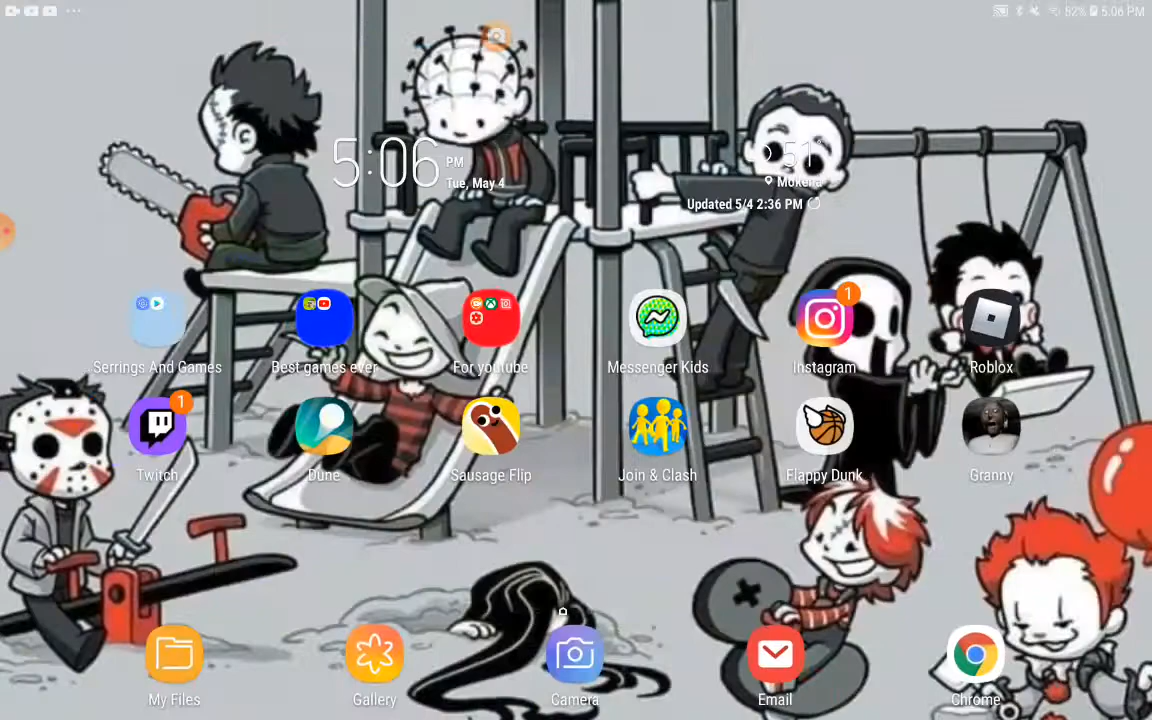 82% 5:06 PM
5:06 PM
Tue, May 4
51°
Mokena
Updated 5/4 2:36 PM
1
Serrings And Games
Best games ever
For youtube
Messenger Kids
Instagram
Roblox
1
Twitch
Dune
Sausage Flip
Join & Clash
Flappy Dunk
Granny
My Files
Gallery
Camera
Email
Chrome